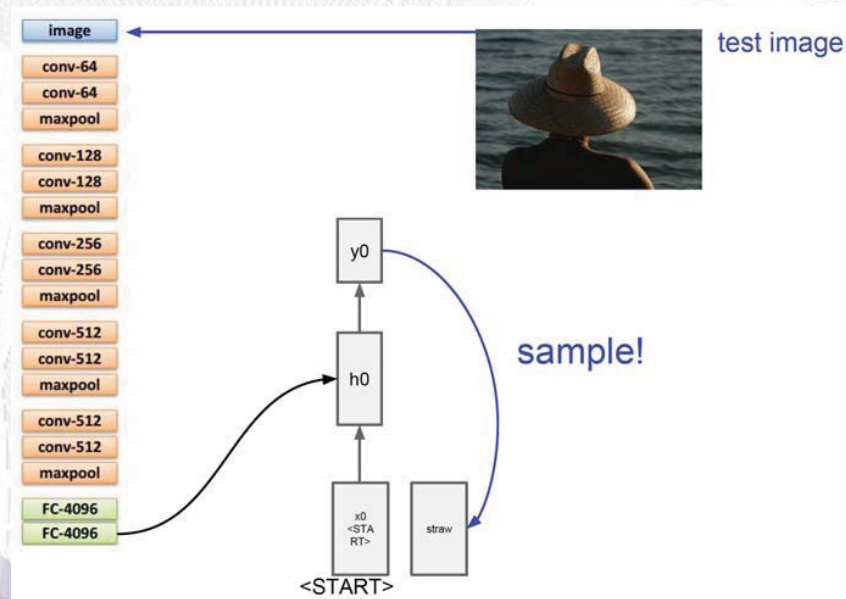 image
test image
conv-64
conv-64
maxpool
conv-128
conv-128
maxpool
conv-256
conv-256
maxpool
conv-512
conv-512
maxpool
conv-512
conv-512
maxpool
FC-4096
FC-4096
y0
sample!
h0
x0
<STA
RT>
straw
<START>